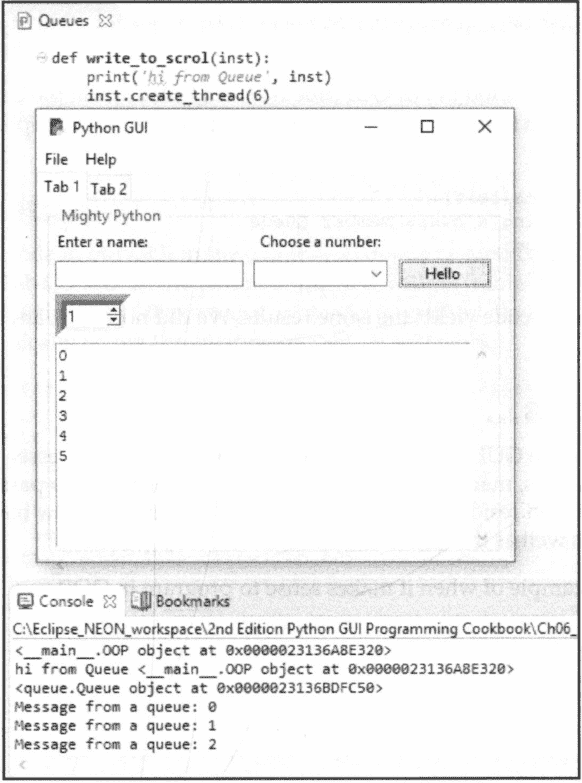 Queues
def write_to_scrol(inst):
print('hi from Queue', inst)
inst.create_thread(6)
Python GUI
File Help
Tab 1 Tab 2
Mighty Python
Enter a name: Choose a number:
Hello
1
0
1
2
3
4
5
Console Bookmarks
C:\Eclipse_NEON_workspace\2nd Edition Python GUI Programming Cookbook\Ch06_
<__main__.OOP object at 0x0000023136A8E320>
hi from Queue <__main__.OOP object at 0x0000023136A8E320>
<queue.Queue object at 0x0000023136BDFC50>
Message from a queue: 0
Message from a queue: 1
Message from a queue: 2